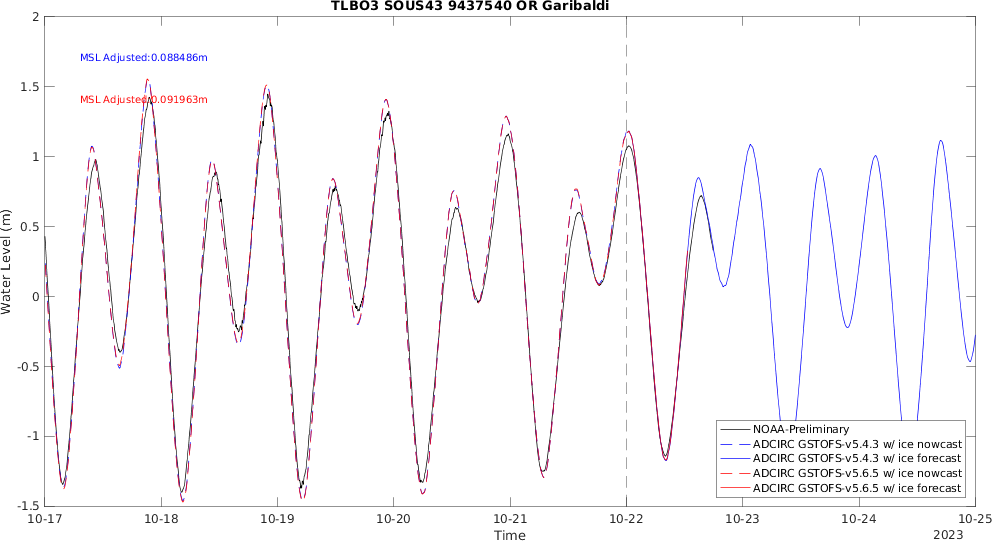 TLBO3 SOUS43 9437540 OR Garibaldi
2
1.5
1
0.5
0
-0.5
-1
-1.5
Water Level (m)
MSL Adjusted:0.088486m
MSL Adjusted:0.091963m
NOAA-Preliminary
ADCIRC GSTOFS-v5.4.3 w/ ice nowcast
ADCIRC GSTOFS-v5.4.3 w/ ice forecast
ADCIRC GSTOFS-v5.6.5 w/ ice nowcast
ADCIRC GSTOFS-v5.6.5 w/ ice forecast
10-17 10-18 10-19 10-20 10-21 10-22 10-23 10-24 10-25
Time
2023